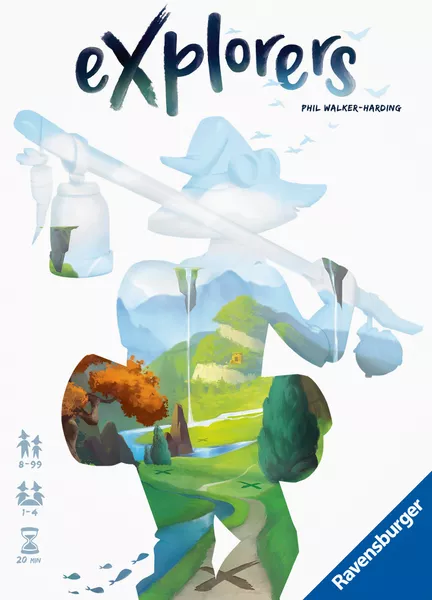 eXplorers
PHIL WALKER-HARDING
8-99
1-4
20 MIN
Ravensburger